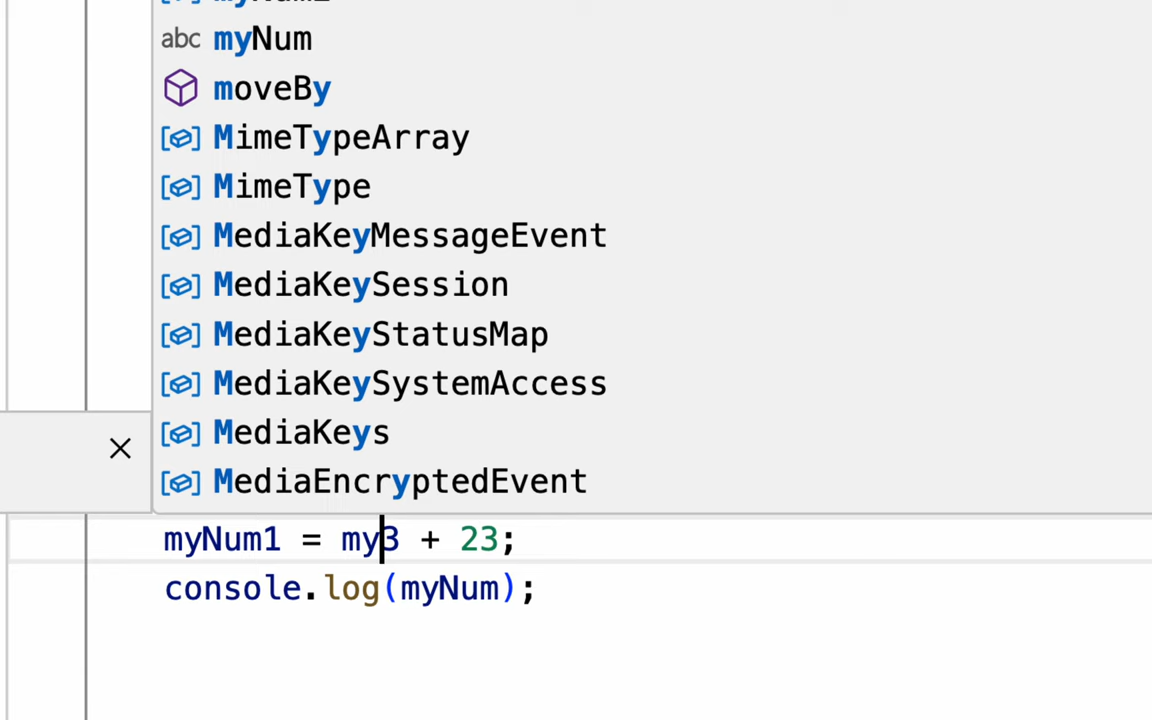 abc myNum
moveBy
MimeTypeArray
MimeType
MediaKeyMessageEvent
MediaKeySession
MediaKeyStatusMap
MediaKeySystemAccess
MediaKeys
MediaEncryptedEvent
myNum1 = my3 + 23;
console.log(myNum);